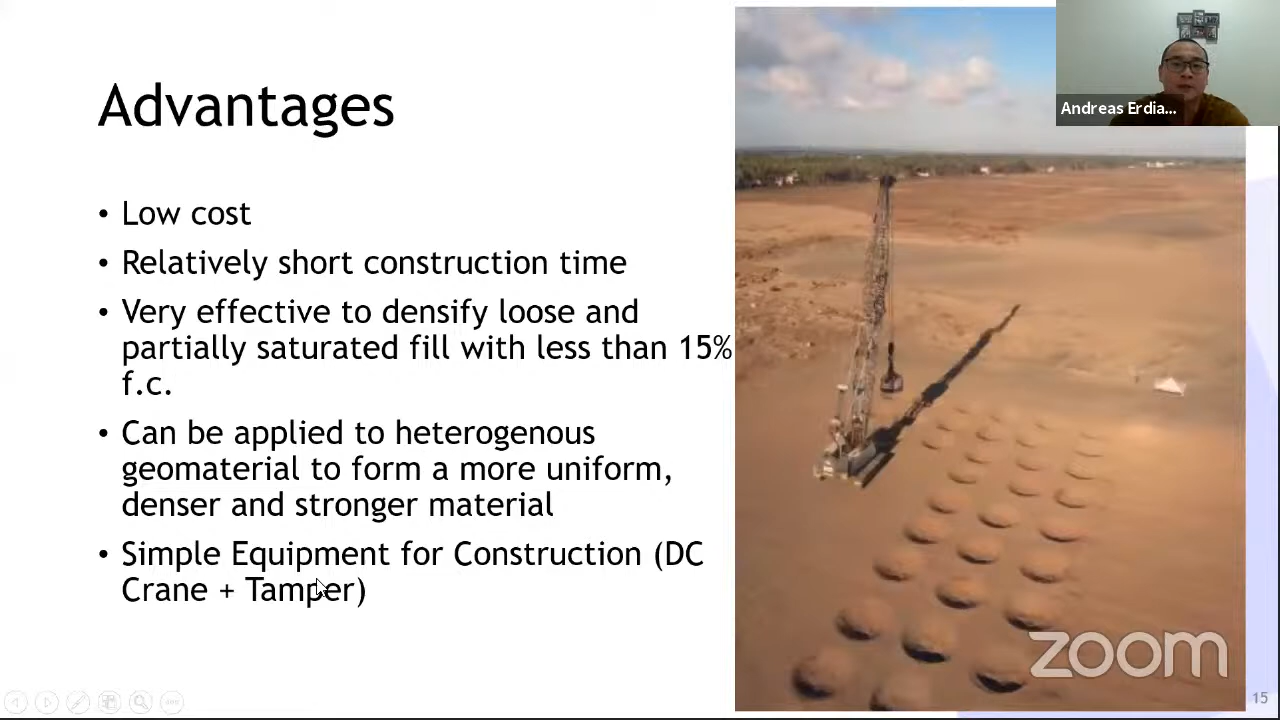 Advantages
• Low cost
• Relatively short construction time
• Very effective to densify loose and
partially saturated fill with less than 15%
f.c.
• Can be applied to heterogenous
geomaterial to form a more uniform,
denser and stronger material
• Simple Equipment for Construction (DC
Crane + Tamper)
Andreas Erdia...
zoom
15